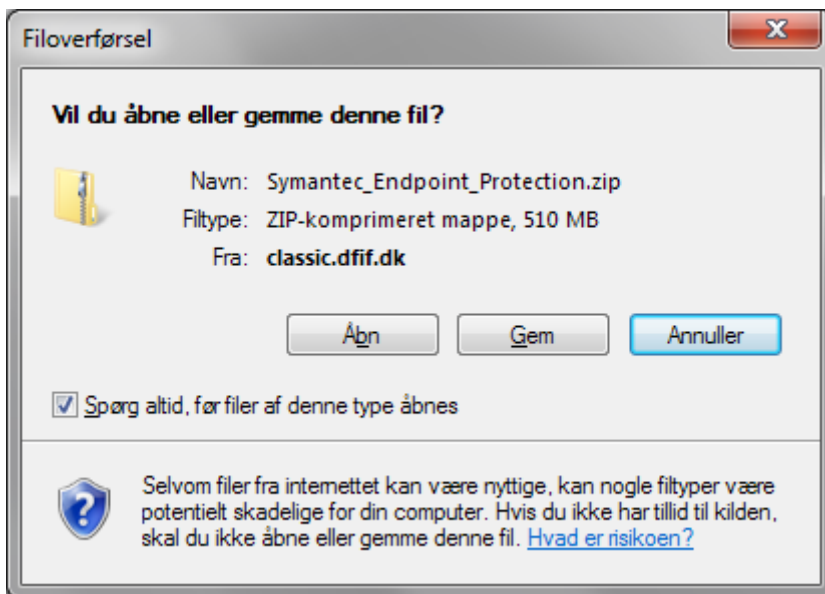 Filoverførsel
Vil du åbne eller gemme denne fil?
Navn: Symantec_Endpoint_Protection.zip
Filtype: ZIP-komprimeret mappe, 510 MB
Fra: classic.dfif.dk
Åbn Gem Annuller
Spørg altid, før filer af denne type åbnes
Selvom filer fra internettet kan være nyttige, kan nogle filtyper være
potentielt skadelige for din computer. Hvis du ikke har tillid til kilden,
skal du ikke åbne eller gemme denne fil. Hvad er risikoen?